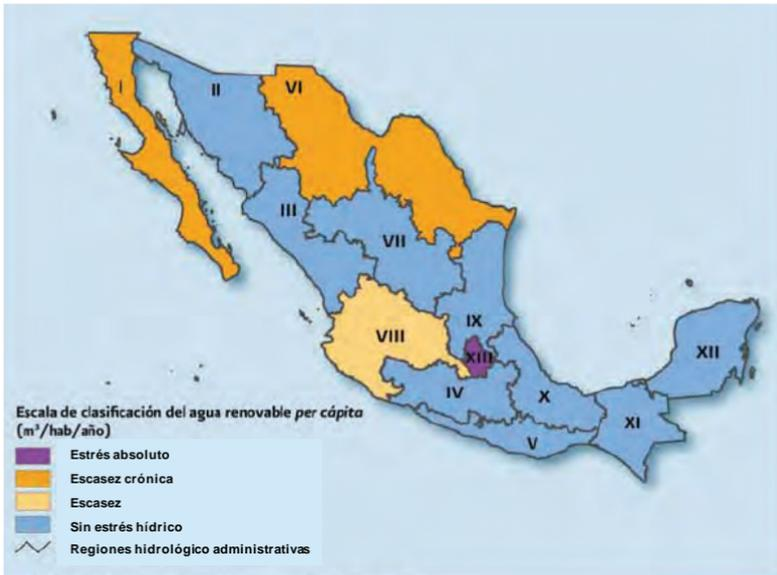 I
II
VI
III
VII
IX
VIII
XIII
XII
IV
X
XI
V
Escala de clasificación del agua renovable per cápita
(m³/hab/año)
Estrés absoluto
Escasez crónica
Escasez
Sin estrés hídrico
Regiones hidrológico administrativas